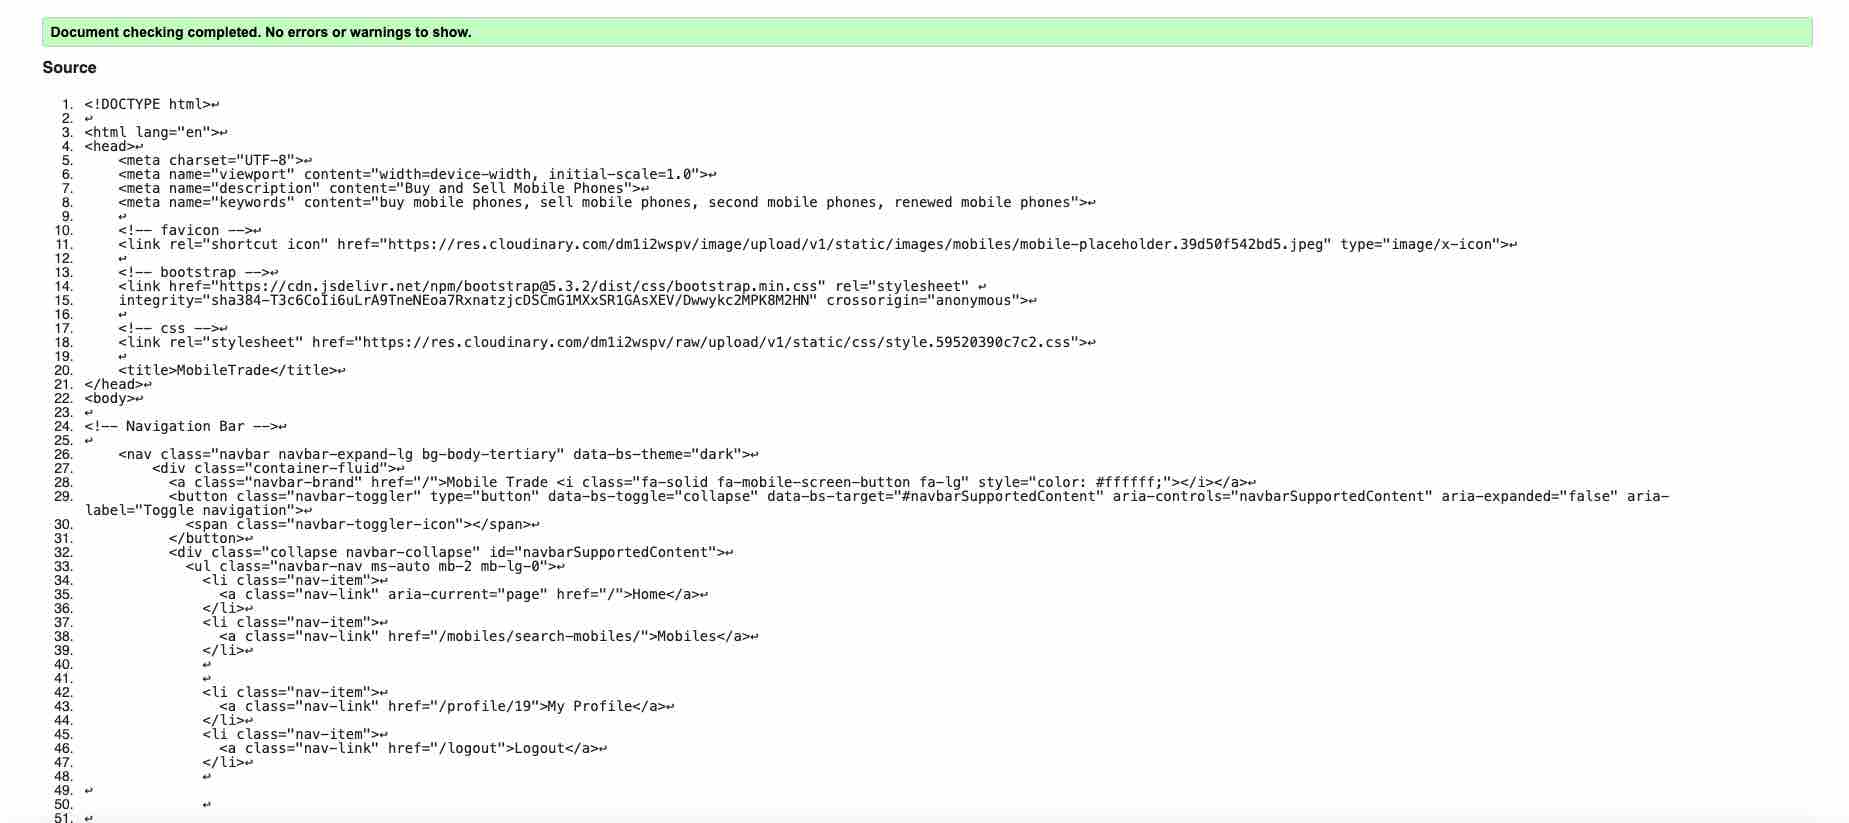 Document checking completed. No errors or warnings to show.
Source
1. <!DOCTYPE html>↩
2. ↩
3. <html lang="en">↩
4. <head>↩
5. <meta charset="UTF-8">↩
6. <meta name="viewport" content="width=device-width, initial-scale=1.0">↩
7. <meta name="description" content="Buy and Sell Mobile Phones">↩
8. <meta name="keywords" content="buy mobile phones, sell mobile phones, second mobile phones, renewed mobile phones">↩
9. ↩
10. <!-- favicon -->↩
11. <link rel="shortcut icon" href="https://res.cloudinary.com/dm1i2wspv/image/upload/v1/static/images/mobiles/mobile-placeholder.39d50f542bd5.jpeg" type="image/x-icon">↩
12. ↩
13. <!-- bootstrap -->↩
14. <link href="https://cdn.jsdelivr.net/npm/bootstrap@5.3.2/dist/css/bootstrap.min.css" rel="stylesheet" ↩
15. integrity="sha384-T3c6CoIi6uLrA9TneNEoa7RxnatzjcDSCmG1MXxSR1GAsXEV/Dwwykc2MPK8M2HN" crossorigin="anonymous">↩
16. ↩
17. <!-- css -->↩
18. <link rel="stylesheet" href="https://res.cloudinary.com/dm1i2wspv/raw/upload/v1/static/css/style.59520390c7c2.css">↩
19. ↩
20. <title>MobileTrade</title>↩
21. </head>↩
22. <body>↩
23. ↩
24. <!-- Navigation Bar -->↩
25. ↩
26. <nav class="navbar navbar-expand-lg bg-body-tertiary" data-bs-theme="dark">↩
27. <div class="container-fluid">↩
28. <a class="navbar-brand" href="/">Mobile Trade <i class="fa-solid fa-mobile-screen-button fa-lg" style="color: #ffffff;"></i></a>↩
29. <button class="navbar-toggler" type="button" data-bs-toggle="collapse" data-bs-target="#navbarSupportedContent" aria-controls="navbarSupportedContent" aria-expanded="false" aria-
label="Toggle navigation">↩
30. <span class="navbar-toggler-icon"></span>↩
31. </button>↩
32. <div class="collapse navbar-collapse" id="navbarSupportedContent">↩
33. <ul class="navbar-nav ms-auto mb-2 mb-lg-0">↩
34. <li class="nav-item">↩
35. <a class="nav-link" aria-current="page" href="/">Home</a>↩
36. </li>↩
37. <li class="nav-item">↩
38. <a class="nav-link" href="/mobiles/search-mobiles/">Mobiles</a>↩
39. </li>↩
40. ↩
41. ↩
42. <li class="nav-item">↩
43. <a class="nav-link" href="/profile/19">My Profile</a>↩
44. </li>↩
45. <li class="nav-item">↩
46. <a class="nav-link" href="/logout">Logout</a>↩
47. </li>↩
48. ↩
49. ↩
50. ↩
51. ↩